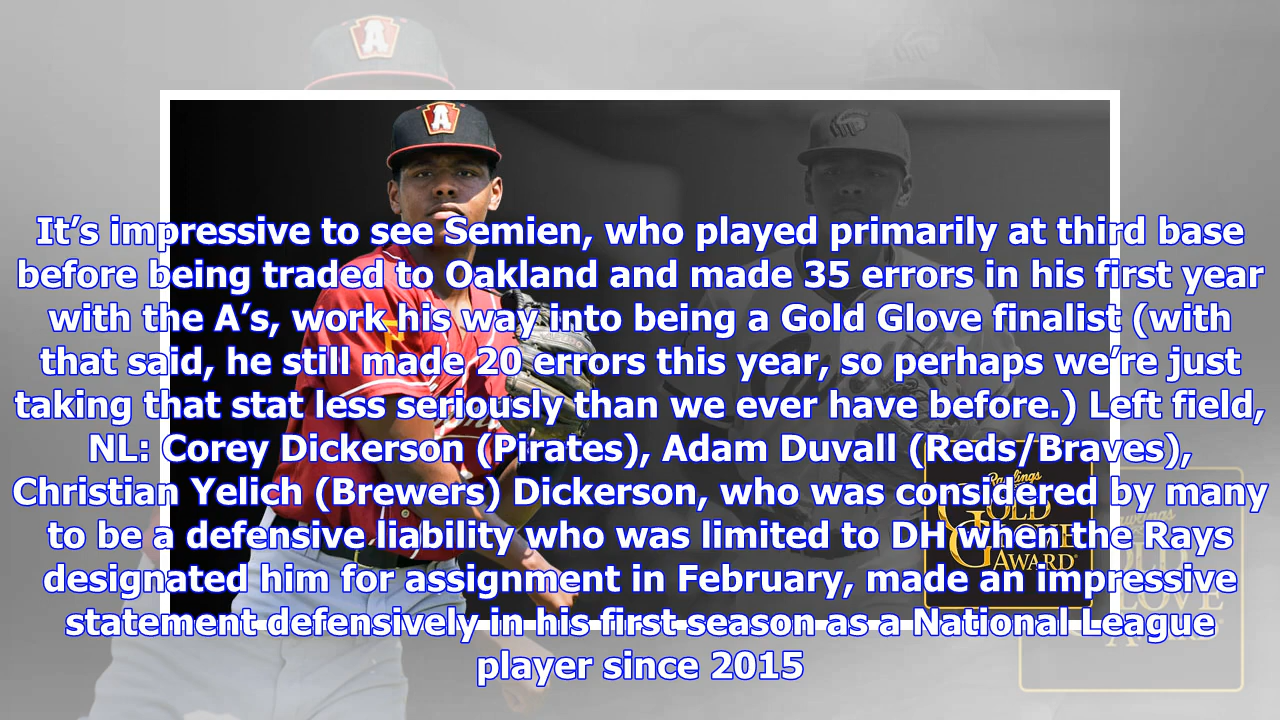 A
It’s impressive to see Semien, who played primarily at third base
before being traded to Oakland and made 35 errors in his first year
with the A’s, work his way into being a Gold Glove finalist (with
that said, he still made 20 errors this year, so perhaps we’re just
taking that stat less seriously than we ever have before.) Left field,
NL: Corey Dickerson (Pirates), Adam Duvall (Reds/Braves),
Christian Yelich (Brewers) Dickerson, who was considered by many
to be a defensive liability who was limited to DH when the Rays
designated him for assignment in February, made an impressive
statement defensively in his first season as a National League
player since 2015
Rawlings
GOLD
GLOVE
AWARD